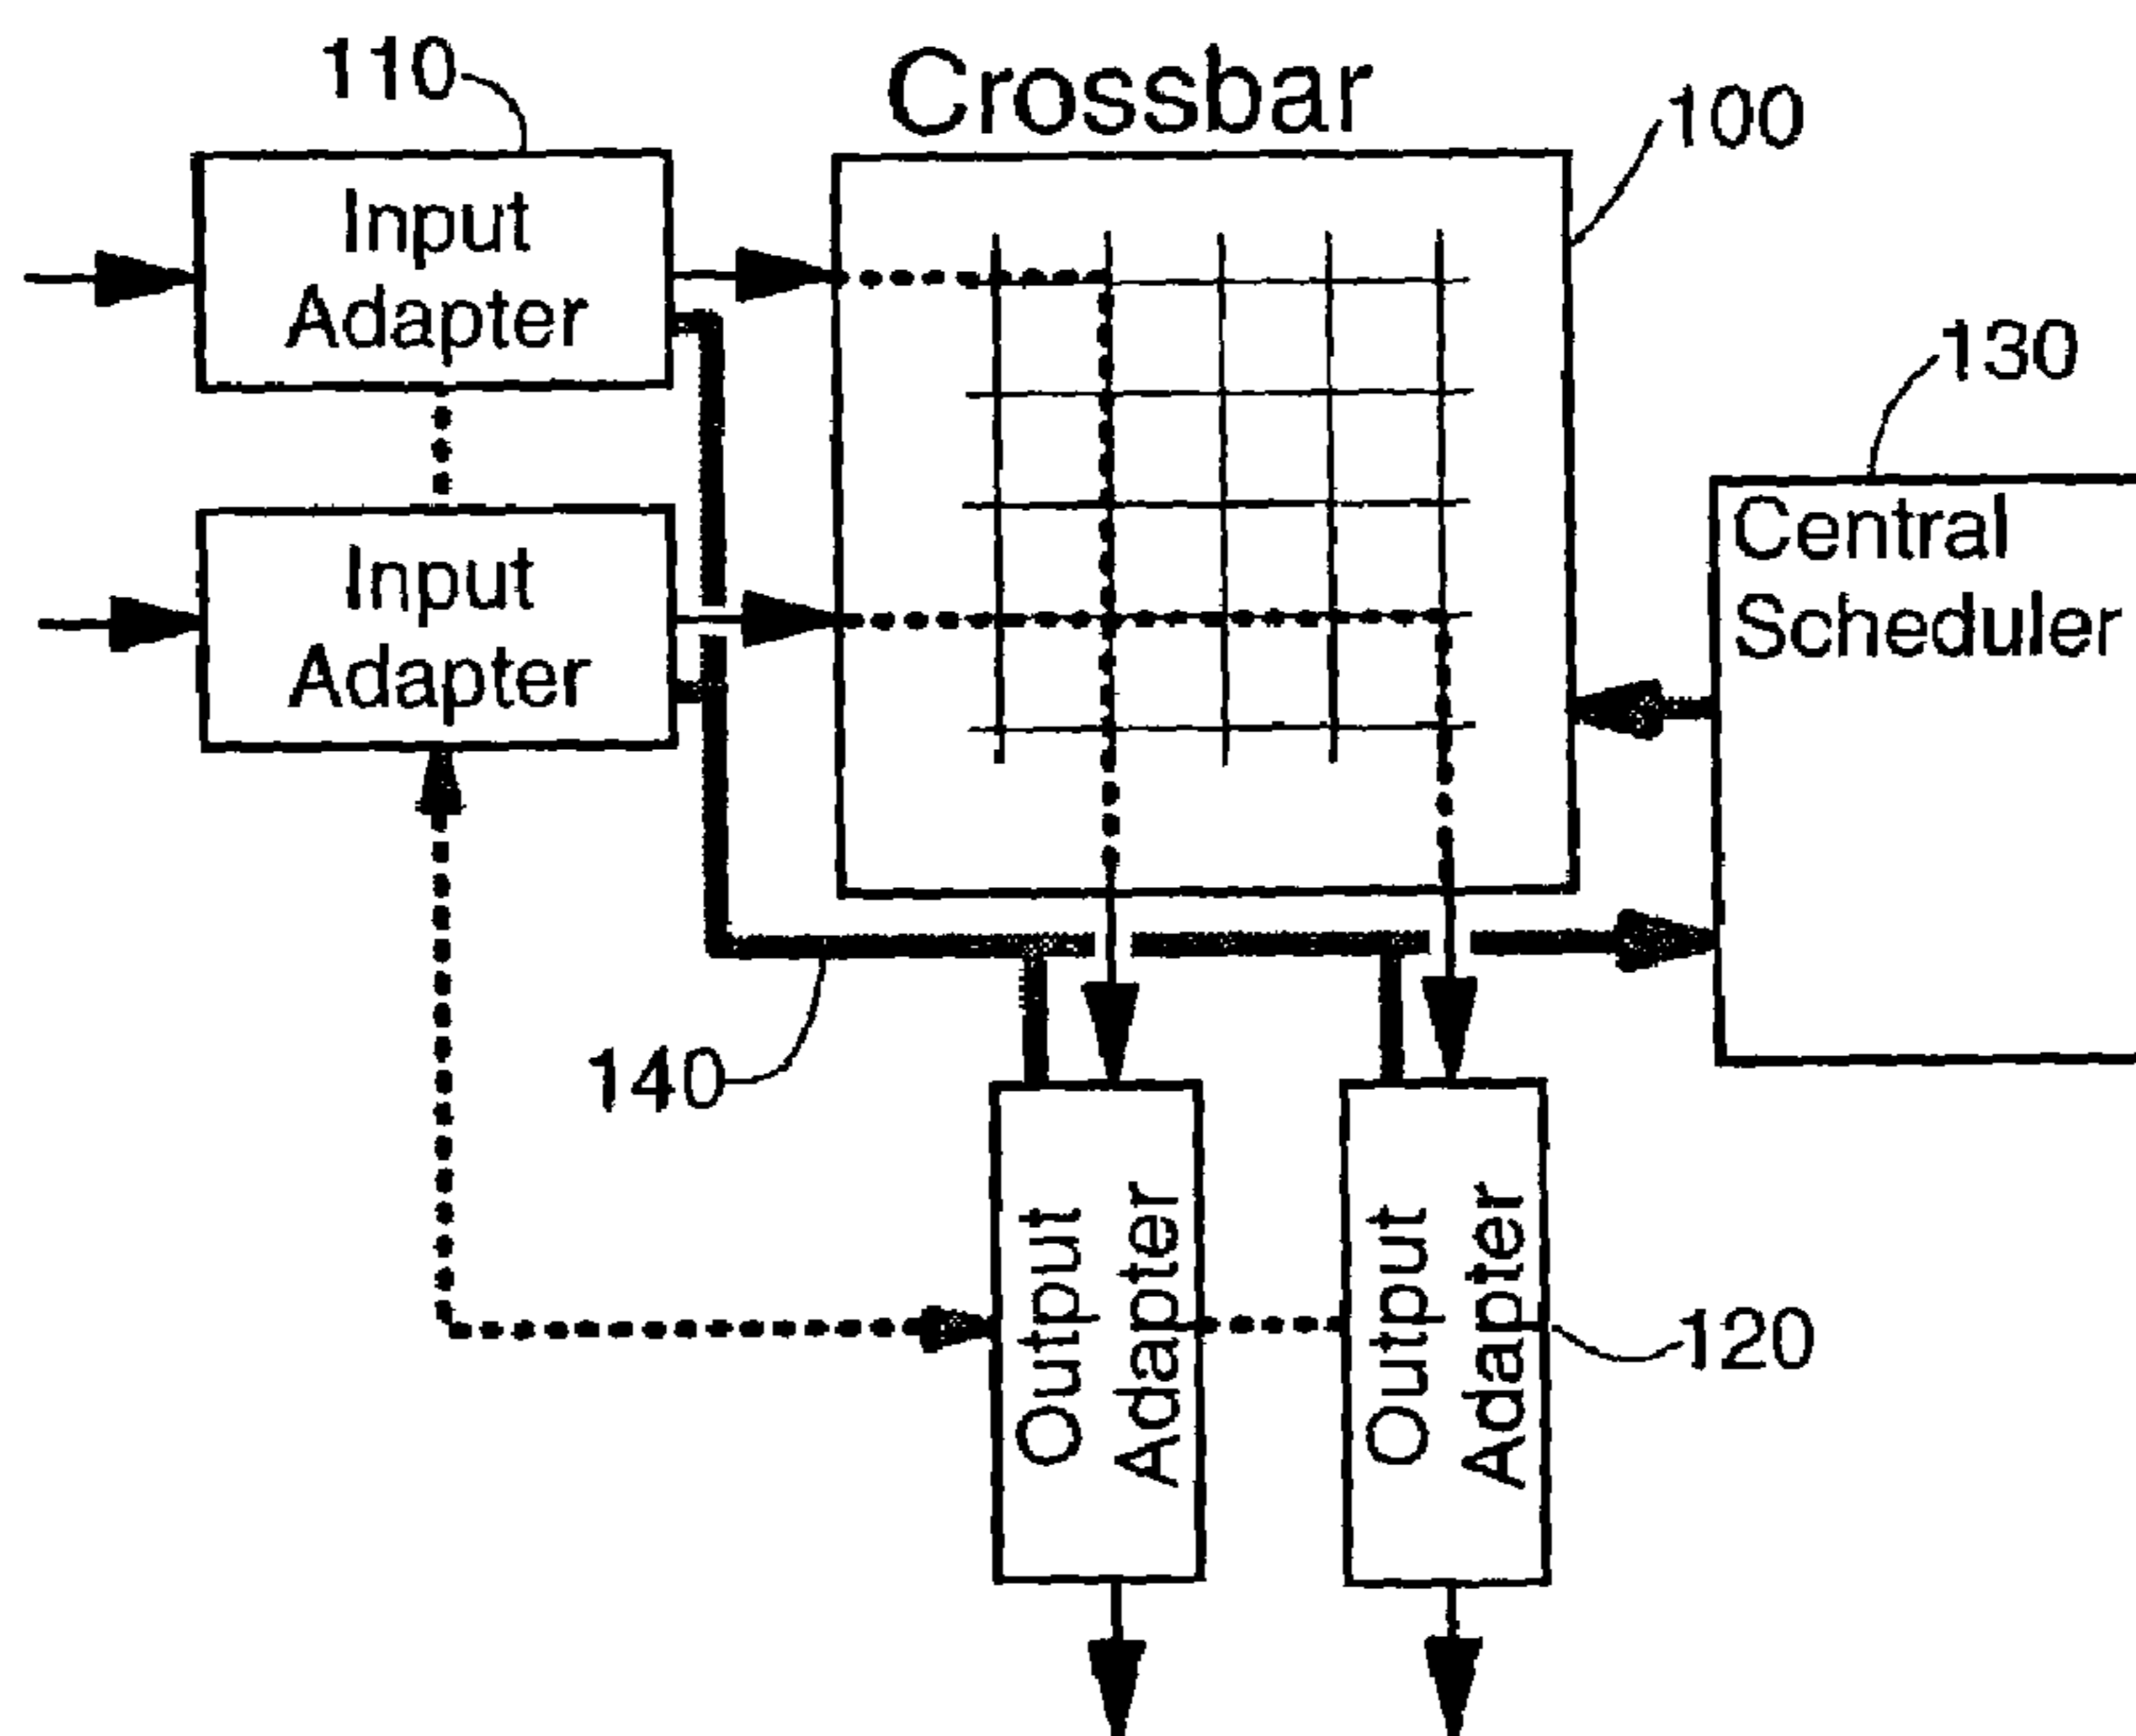 110
Crossbar
100
Input
Adapter
130
Central
Scheduler
Input
Adapter
140
Output
Adapter
Output
Adapter
120